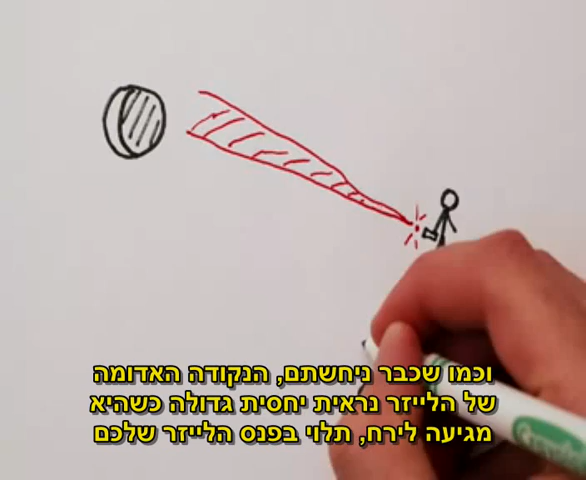 וכמו שכבר ניחשתם, הנקודה האדומה
של הלייזר נראית יחסית גדולה כשהיא
מגיעה לירח, תלוי בפנס הלייזר שלכם